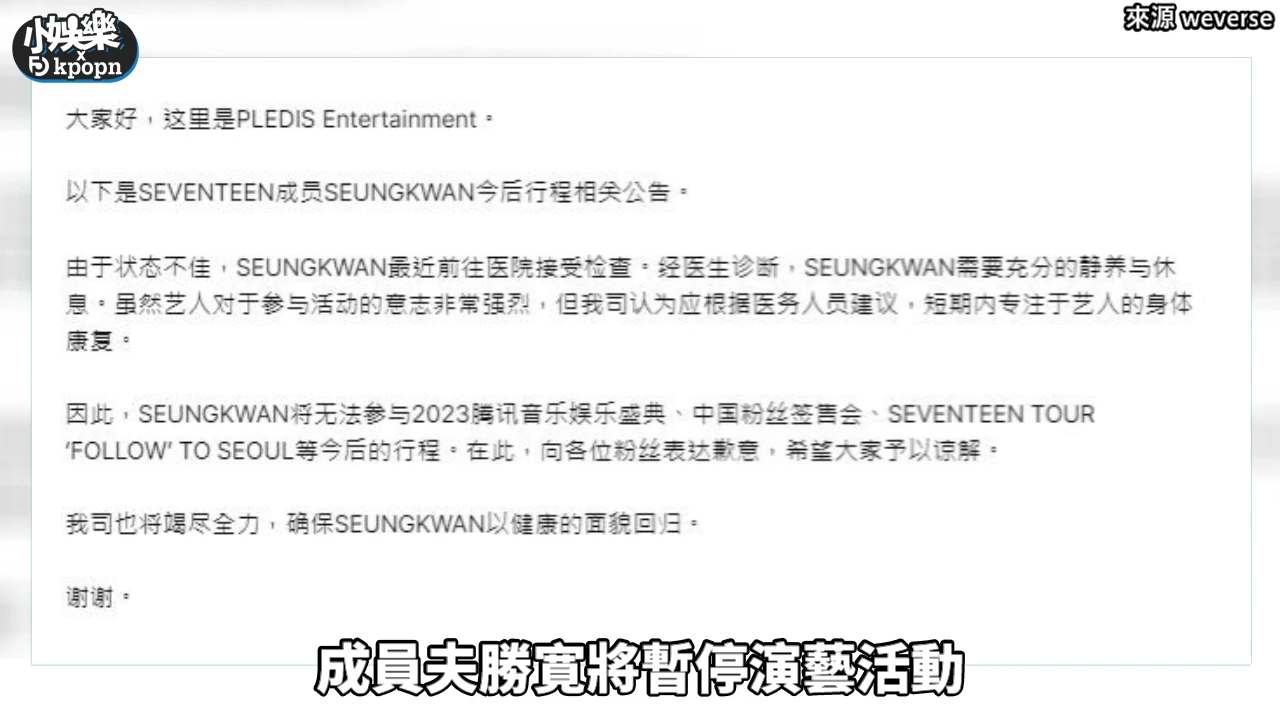 小娛樂
x
kpopn
來源 weverse
大家好，这里是PLEDIS Entertainment。
以下是SEVENTEEN成员SEUNGKWAN今后行程相关公告。
由于状态不佳，SEUNGKWAN最近前往医院接受检查。经医生诊断，SEUNGKWAN需要充分的静养与休
息。虽然艺人对于参与活动的意志非常强烈，但我司认为应根据医务人员建议，短期内专注于艺人的身体
康复。
因此，SEUNGKWAN将无法参与2023腾讯音乐娱乐盛典、中国粉丝签售会、SEVENTEEN TOUR
‘FOLLOW’ TO SEOUL等今后的行程。在此，向各位粉丝表达歉意，希望大家予以谅解。
我司也将竭尽全力，确保SEUNGKWAN以健康的面貌回归。
谢谢。
成員夫勝寬將暫停演藝活動